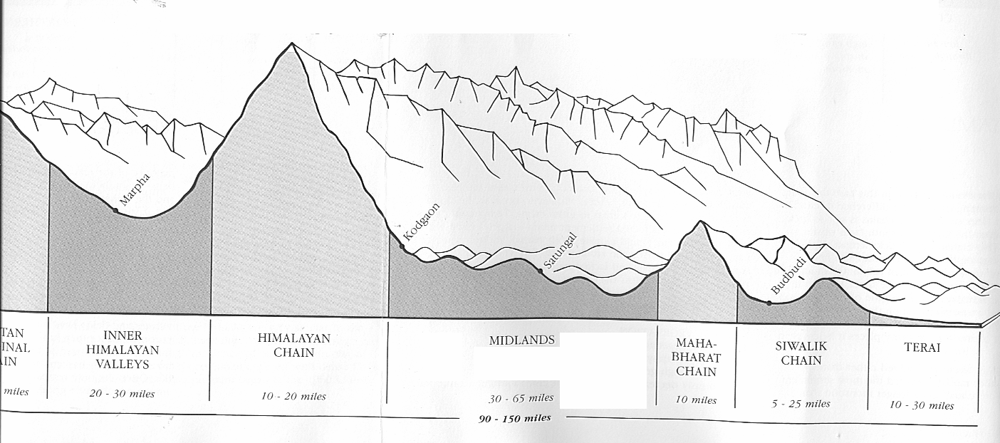 Marpha
Kodgaon
Satungal
Budbudi
TAN
INAL
AIN
miles
INNER
HIMALAYAN
VALLEYS
20 - 30 miles
HIMALAYAN
CHAIN
10 - 20 miles
MIDLANDS
30 - 65 miles
MAHA-
BHARAT
CHAIN
10 miles
SIWALIK
CHAIN
5 - 25 miles
TERAI
10 - 30 miles
90 - 150 miles